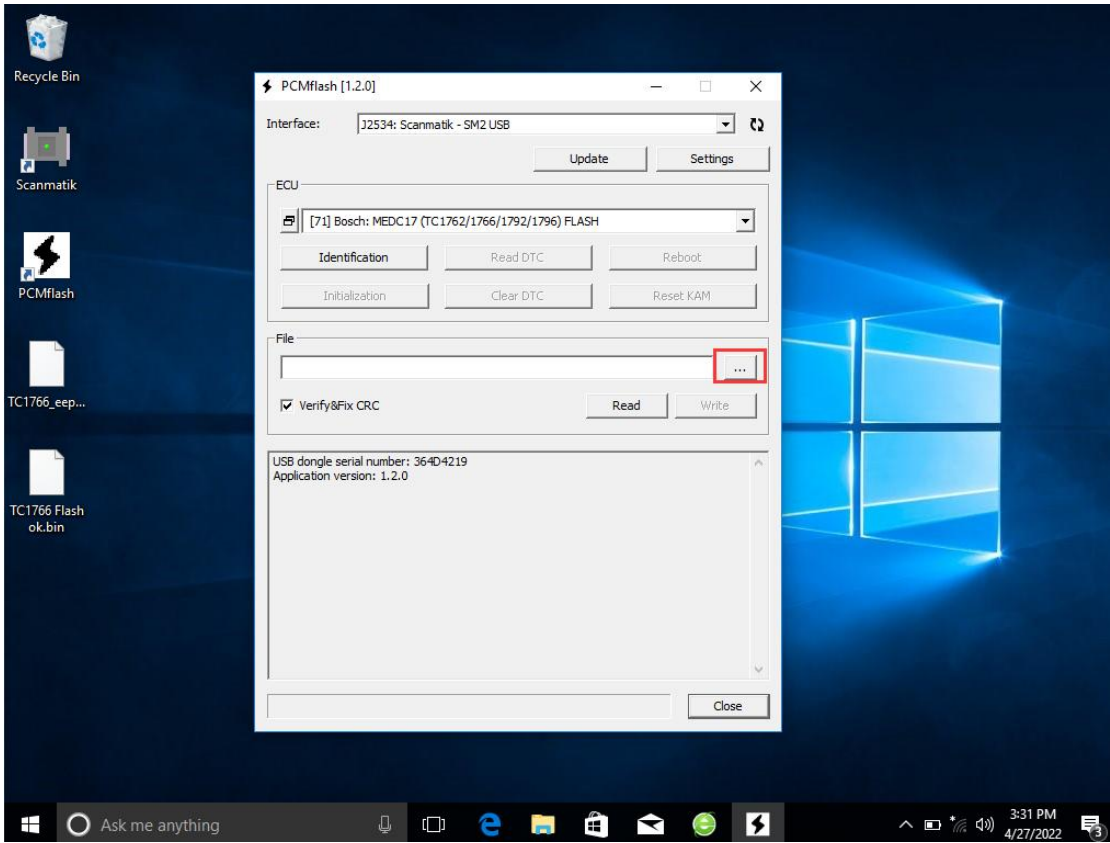 Recycle Bin
Scanmatik
PCMflash
TC1766_eep...
TC1766 Flash
ok.bin
PCMflash [1.2.0]
Interface:
J2534: Scanmatik - SM2 USB
Update
Settings
ECU
[71] Bosch: MEDC17 (TC1762/1766/1792/1796) FLASH
Identification
Read DTC
Reboot
Initialization
Clear DTC
Reset KAM
File
...
Verify&Fix CRC
Read
Write
USB dongle serial number: 364D4219
Application version: 1.2.0
Close
Ask me anything
3:31 PM
4/27/2022
3